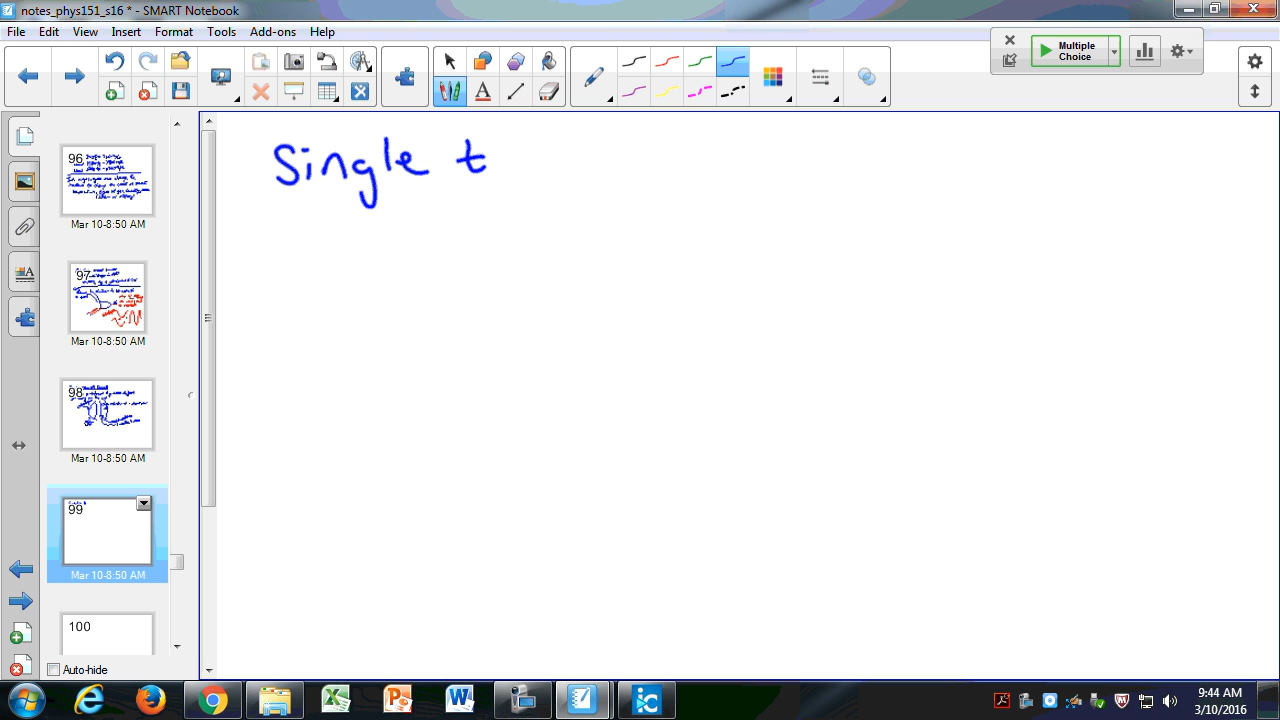 notes_phys151_s16 * - SMART Notebook
File Edit View Insert Format Tools Add-ons Help
Multiple
Choice
Single t
96
Mar 10-8:50 AM
97
Mar 10-8:50 AM
98
Mar 10-8:50 AM
99
Mar 10-8:50 AM
100
Auto-hide
9:44 AM
3/10/2016